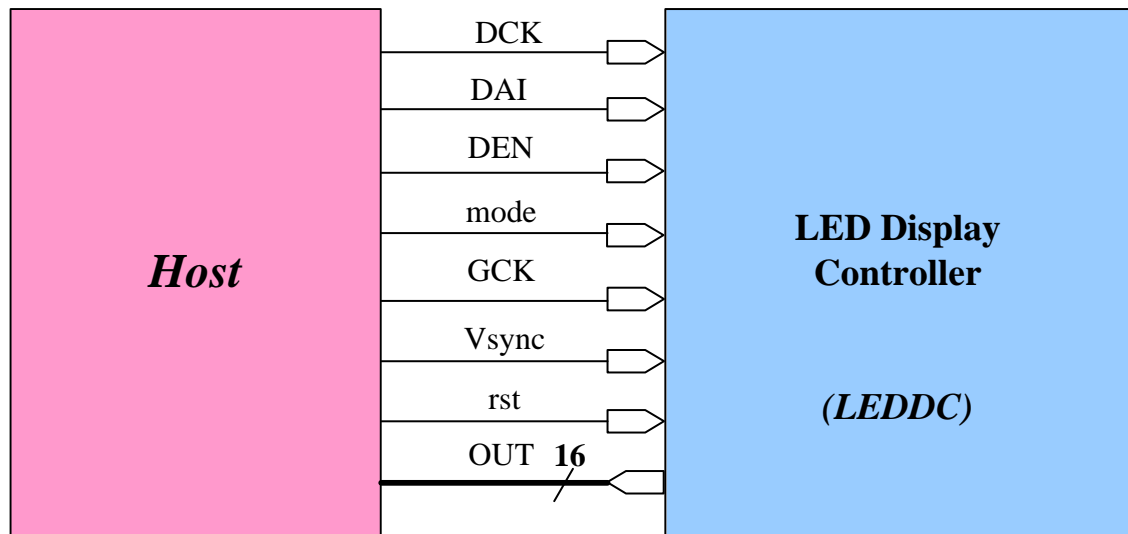 DCK
DAI
DEN
mode
GCK
Vsync
rst
OUT 16
Host
LED Display
Controller
(LEDDC)